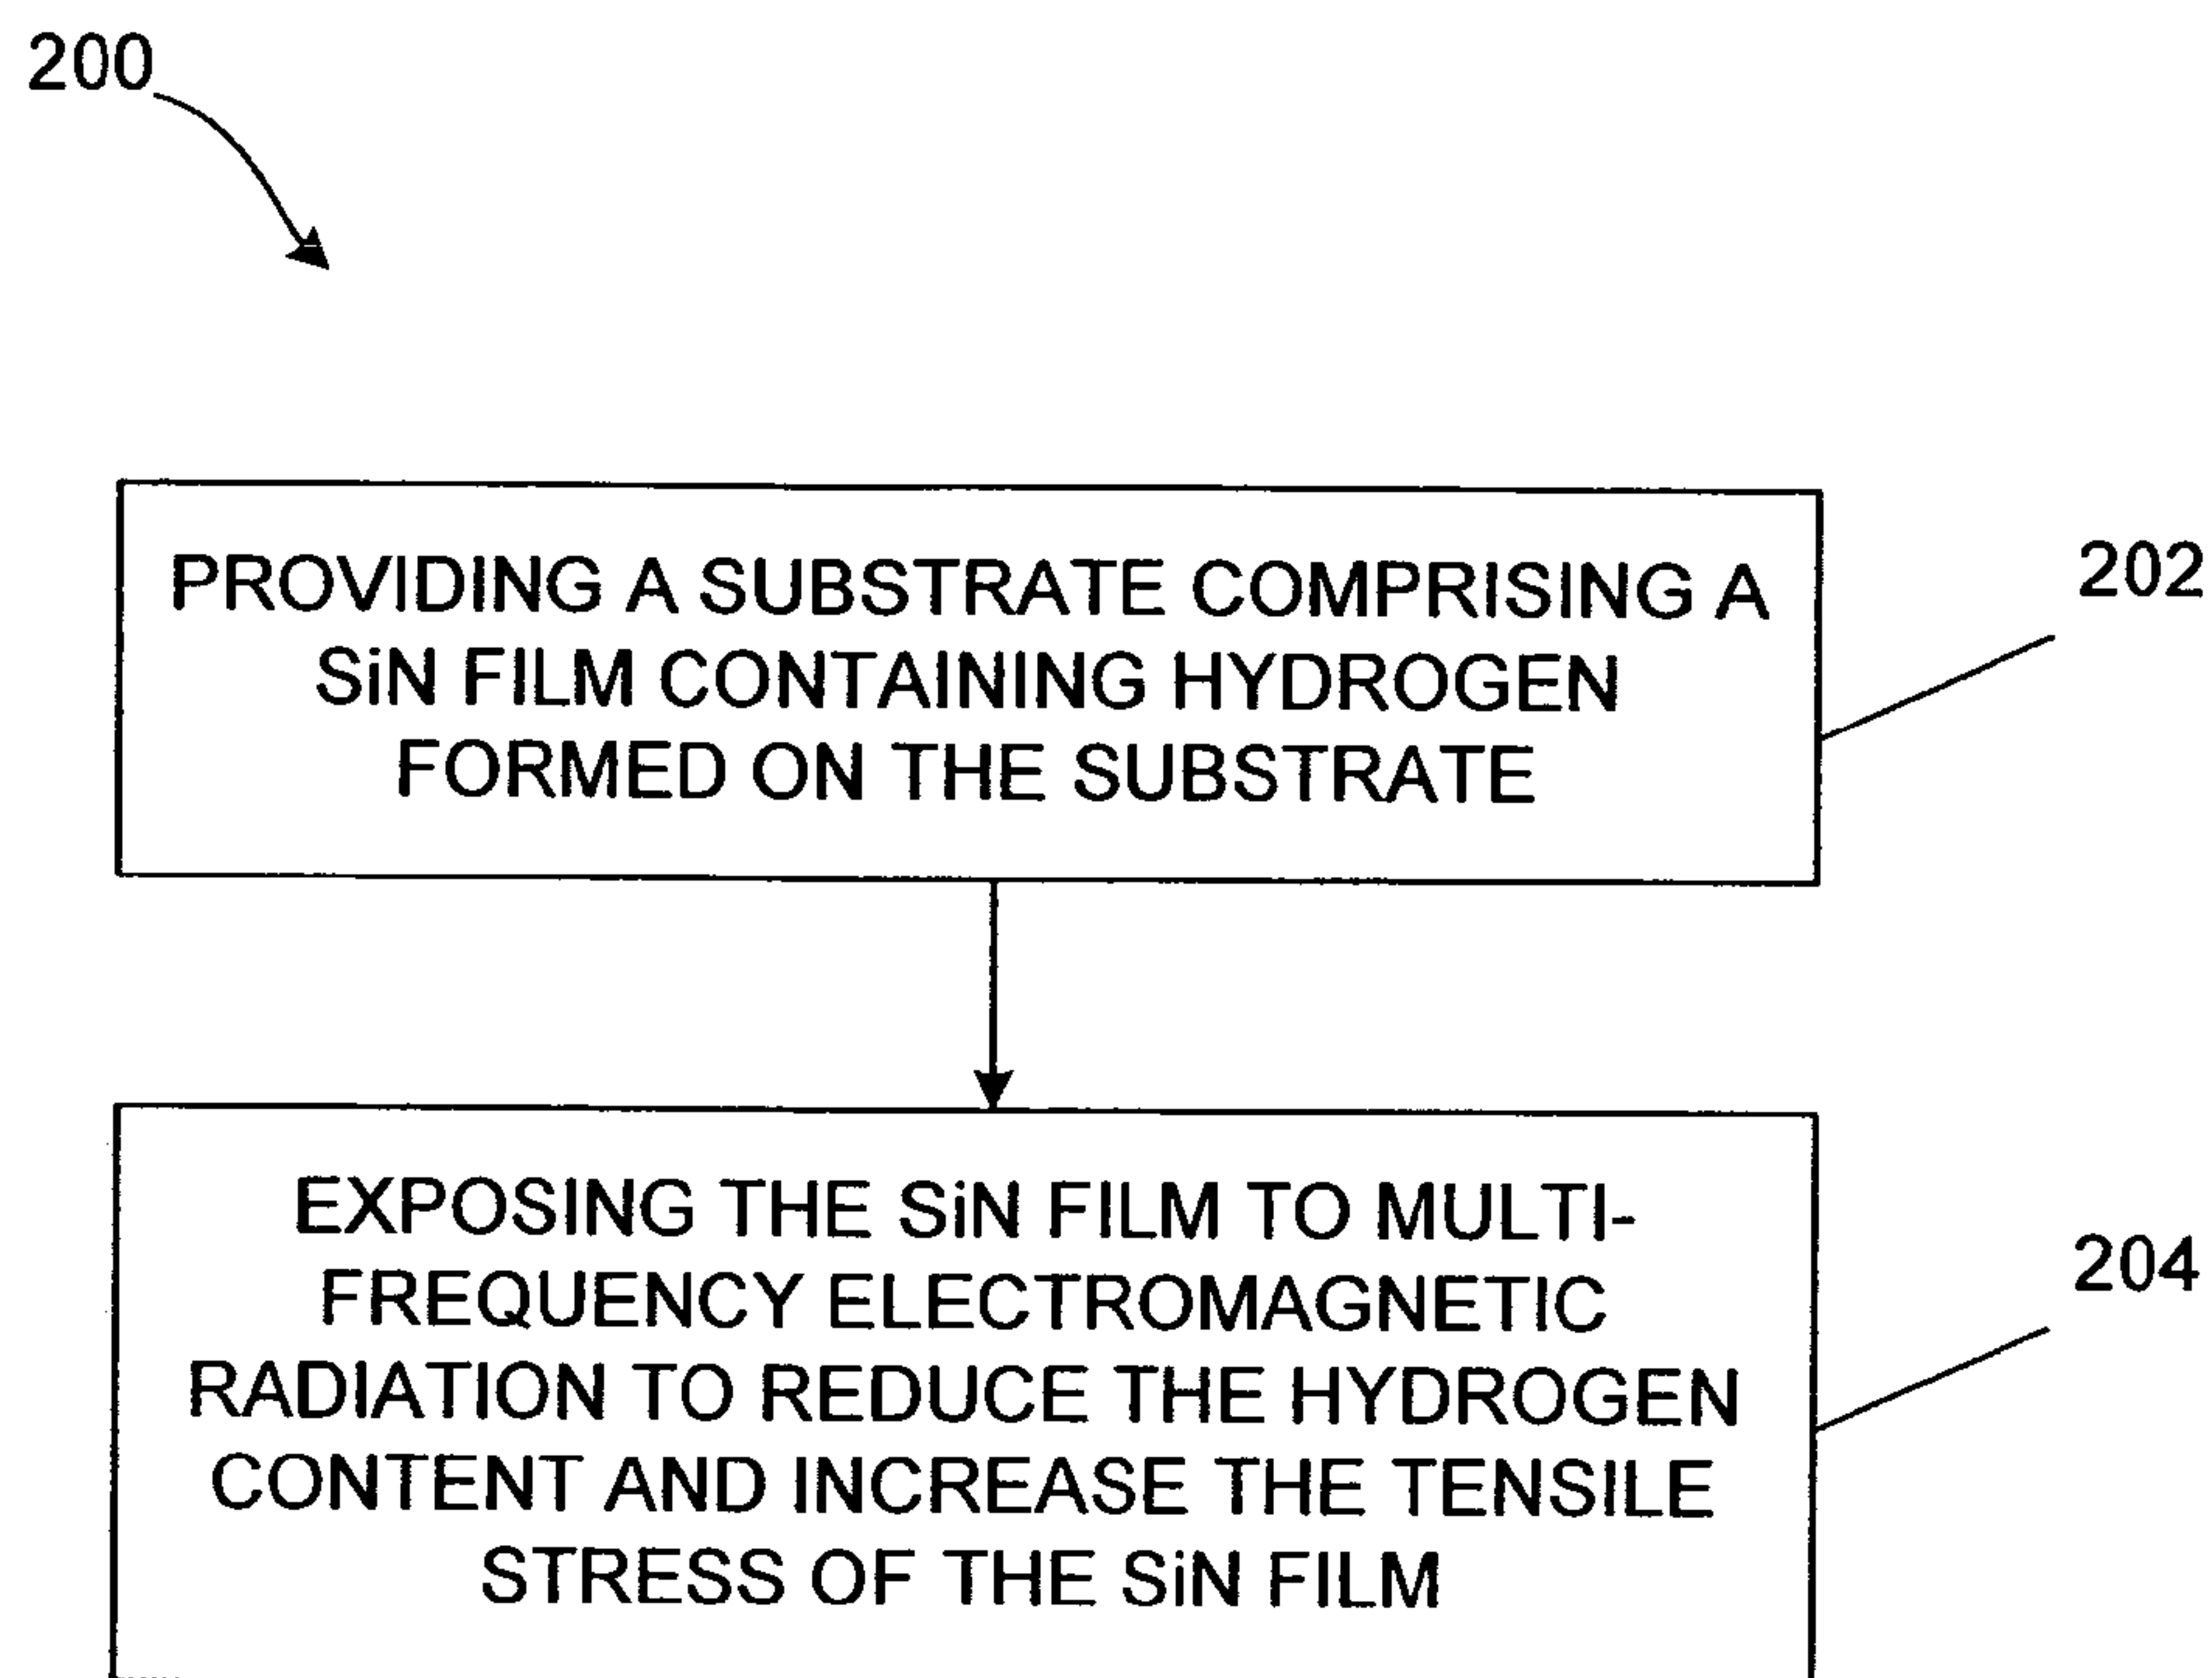 200
PROVIDING A SUBSTRATE COMPRISING A
SiN FILM CONTAINING HYDROGEN
FORMED ON THE SUBSTRATE
202
EXPOSING THE SiN FILM TO MULTI-
FREQUENCY ELECTROMAGNETIC
RADIATION TO REDUCE THE HYDROGEN
CONTENT AND INCREASE THE TENSILE
STRESS OF THE SiN FILM
204